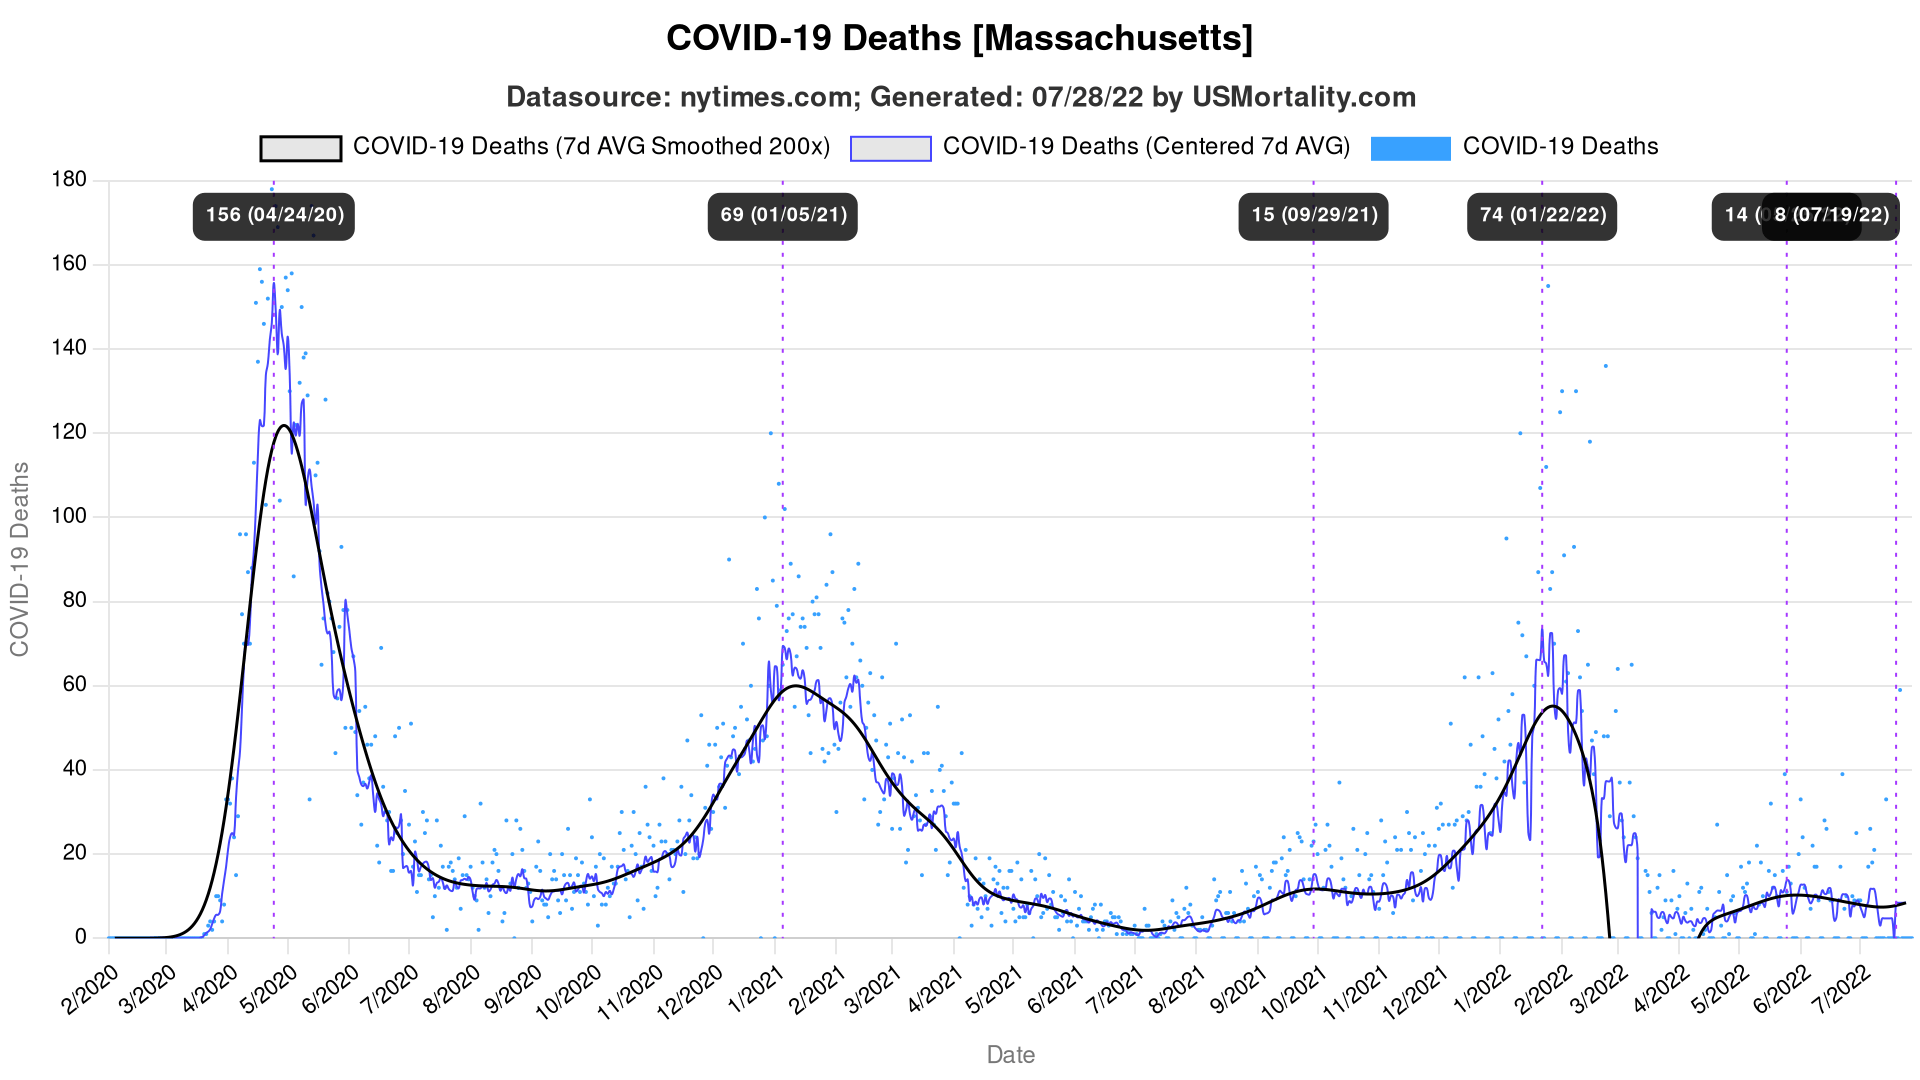 COVID-19 Deaths [Massachusetts]
Datasource: nytimes.com; Generated: 07/28/22 by USMortality.com
COVID-19 Deaths (7d AVG Smoothed 200x) COVID-19 Deaths (Centered 7d AVG) COVID-19 Deaths
180
156 (04/24/20) 69 (01/05/21) 15 (09/29/21) 74 (01/22/22) 14 8 (07/19/22)
160
140
120
100
80
60
40
20
0
COVID-19 Deaths
2/2020 3/2020 4/2020 5/2020 6/2020 7/2020 8/2020 9/2020 10/2020 11/2020 12/2020 1/2021 2/2021 3/2021 4/2021 5/2021 6/2021 7/2021 8/2021 9/2021 10/2021 11/2021 12/2021 1/2022 2/2022 3/2022 4/2022 5/2022 6/2022 7/2022
Date